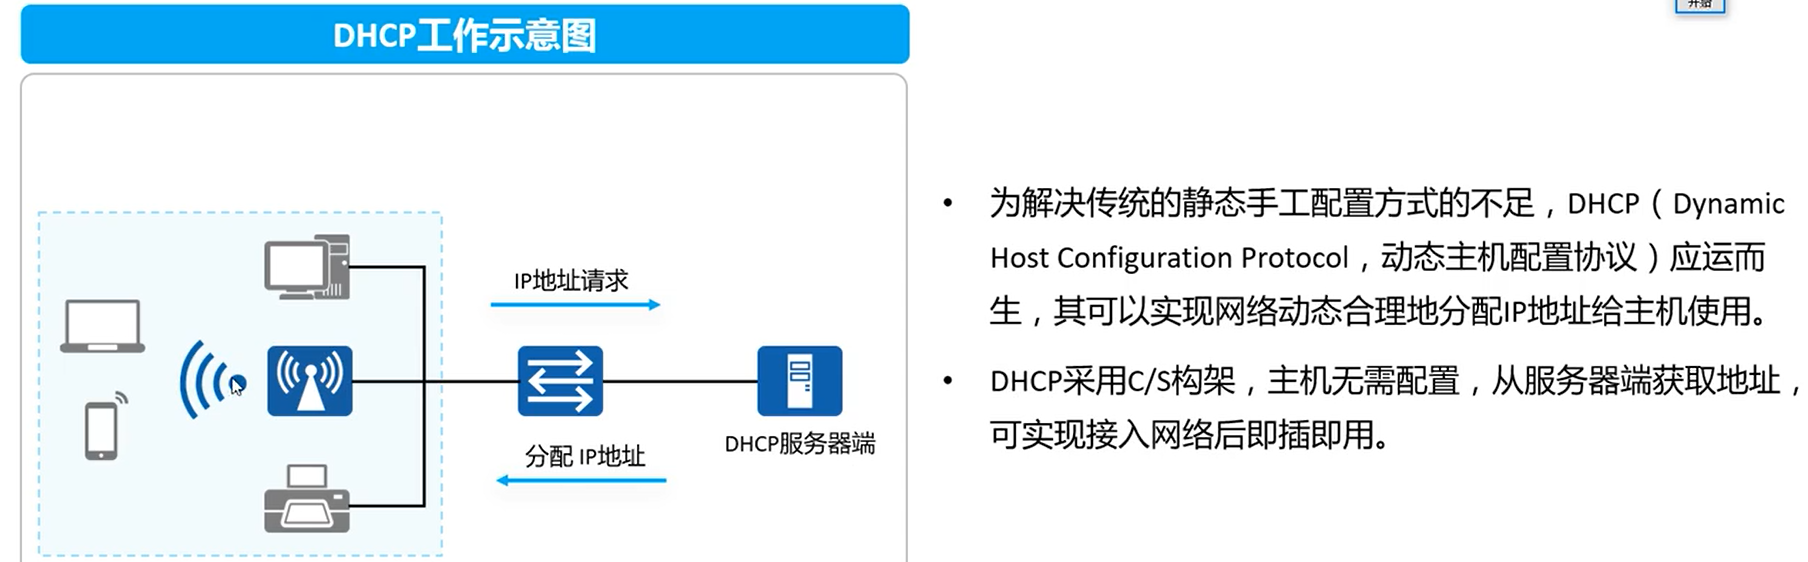 DHCP工作示意图
开始
IP地址请求
分配 IP地址
DHCP服务器端
• 为解决传统的静态手工配置方式的不足，DHCP（Dynamic
Host Configuration Protocol，动态主机配置协议）应运而
生，其可以实现网络动态合理地分配IP地址给主机使用。
• DHCP采用C/S构架，主机无需配置，从服务器端获取地址，
可实现接入网络后即插即用。